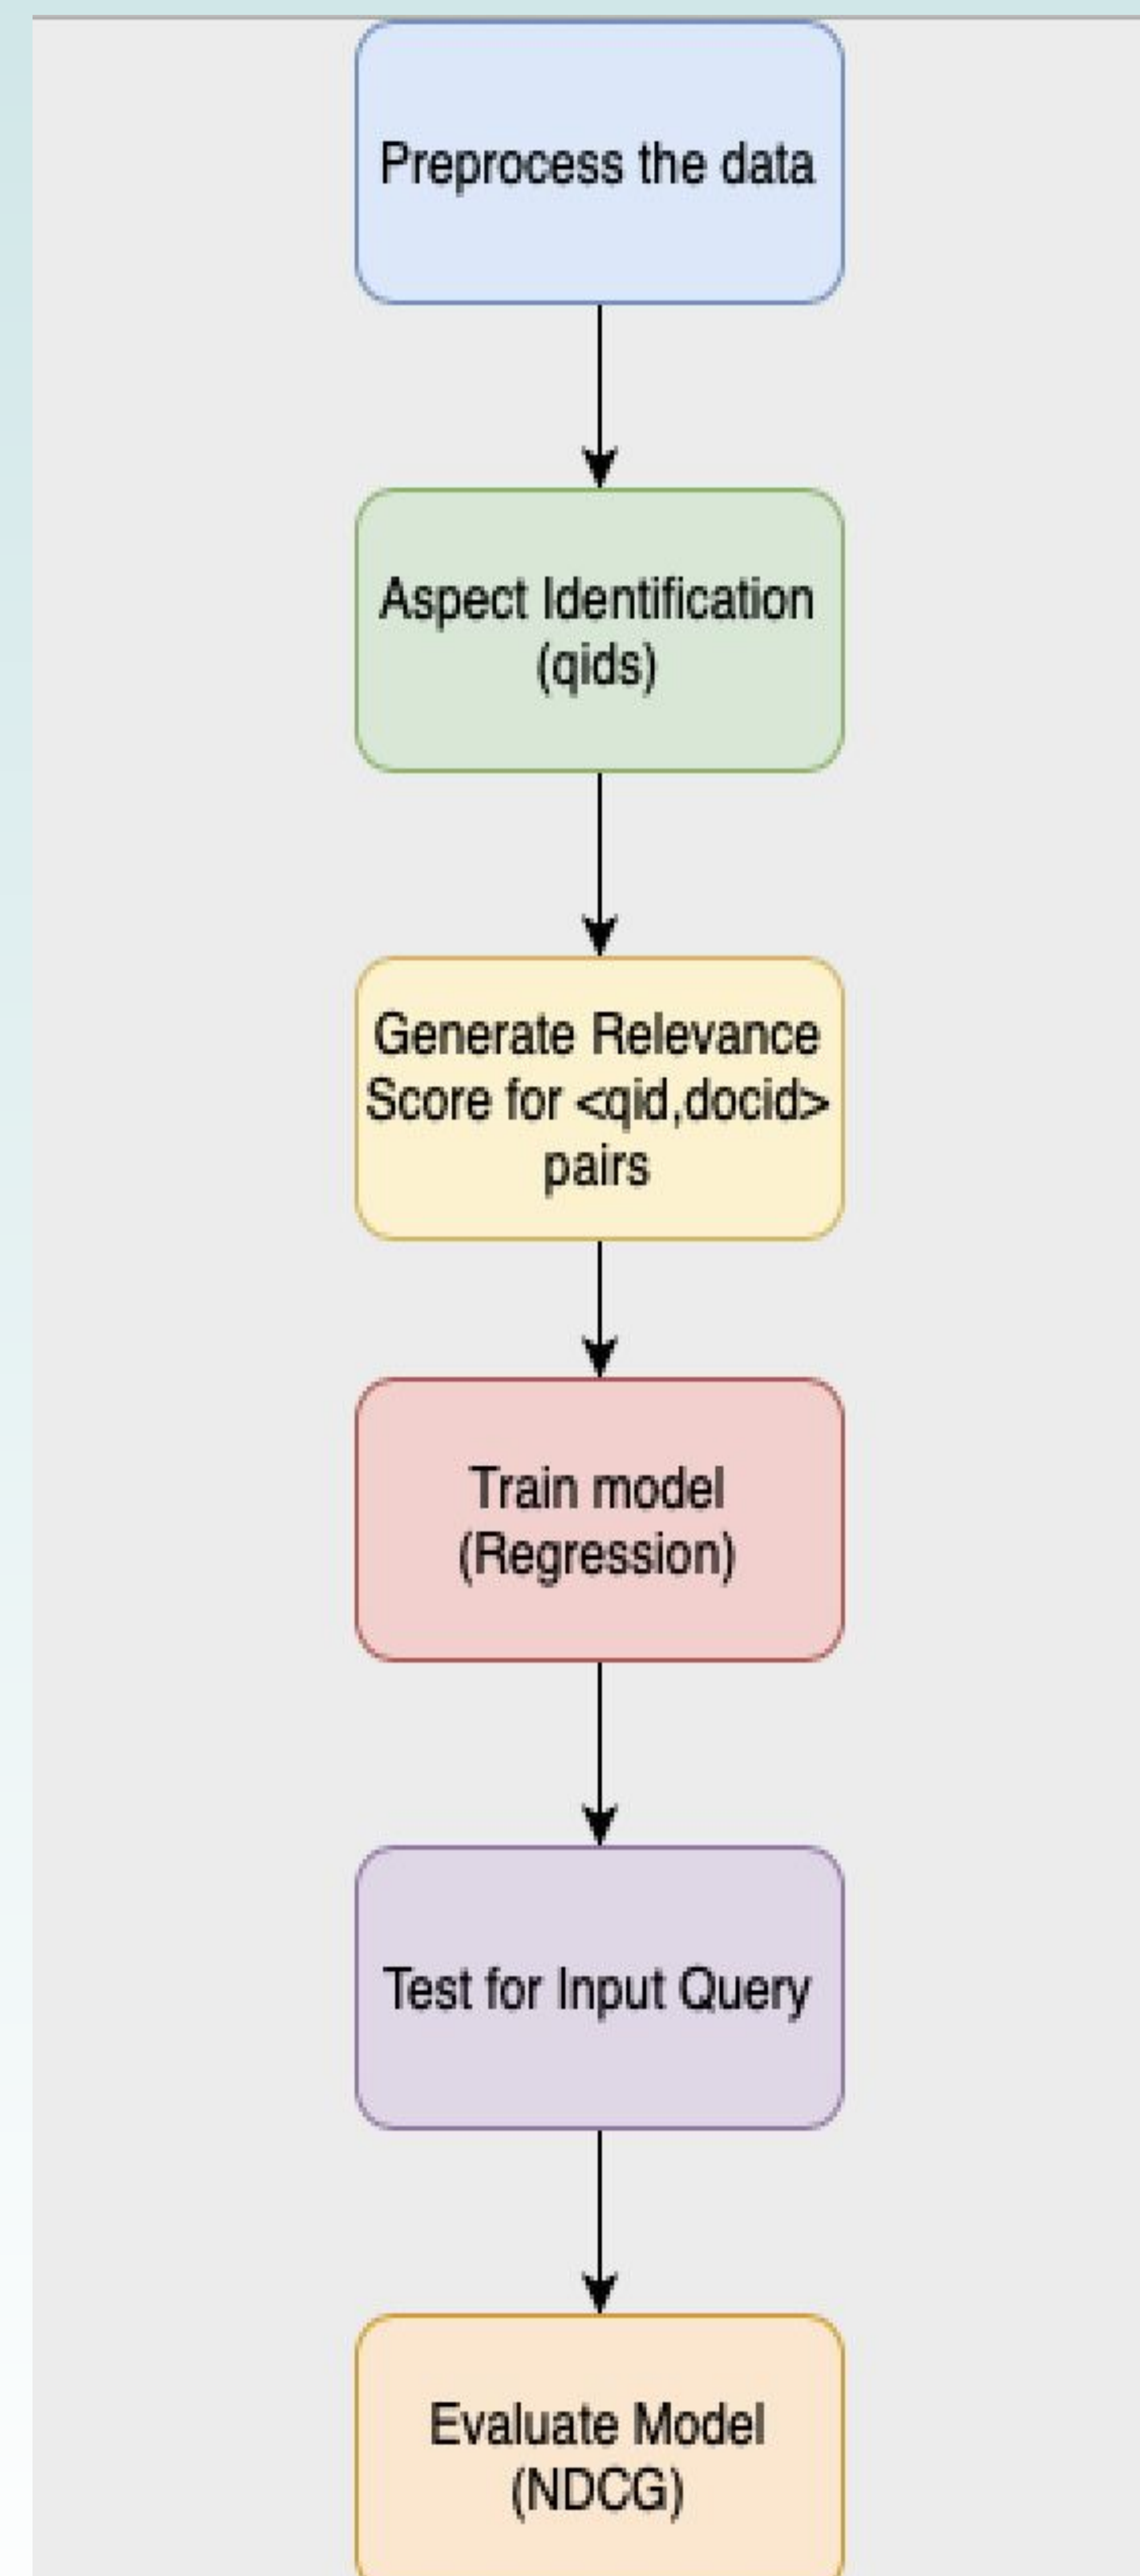 Preprocess the data
Aspect Identification
(qids)
Generate Relevance
Score for <qid,docid>
pairs
Train model
(Regression)
Test for Input Query
Evaluate Model
(NDCG)